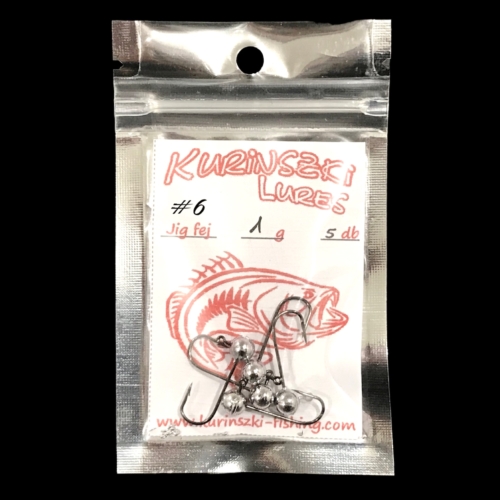 KURINSZKI
LURES
#6
Jig fej 1 g 5 db
www.kurinszki-fishing.com